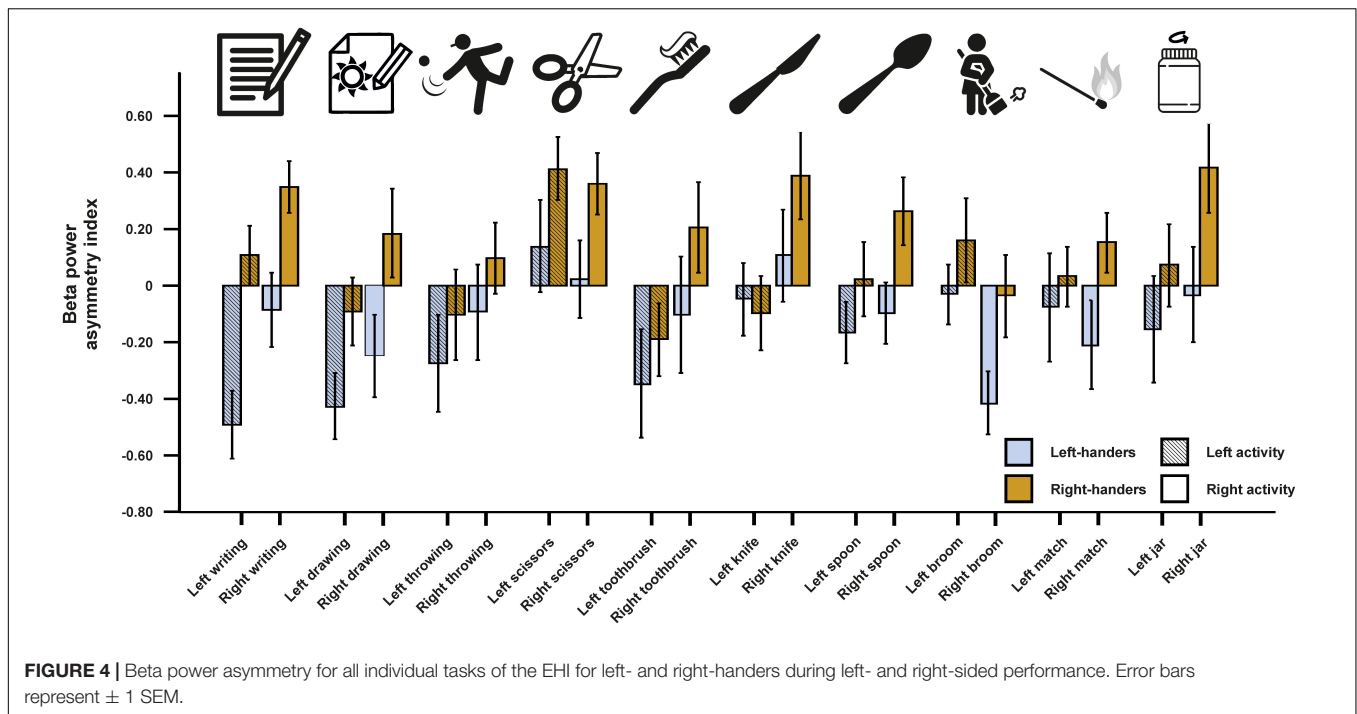 0.60
0.40
0.20
0
-0.20
-0.40
-0.60
-0.80
Beta power
asymmetry index
Left-handers
Left activity
Right-handers
Right activity
Left writing
Right writing
Left drawing
Right drawing
Left throwing
Right throwing
Left scissors
Right scissors
Left toothbrush
Right toothbrush
Left knife
Right knife
Left spoon
Right spoon
Left broom
Right broom
Left match
Right match
Left jar
Right jar
FIGURE 4 | Beta power asymmetry for all individual tasks of the EHI for left- and right-handers during left- and right-sided performance. Error bars
represent ± 1 SEM.